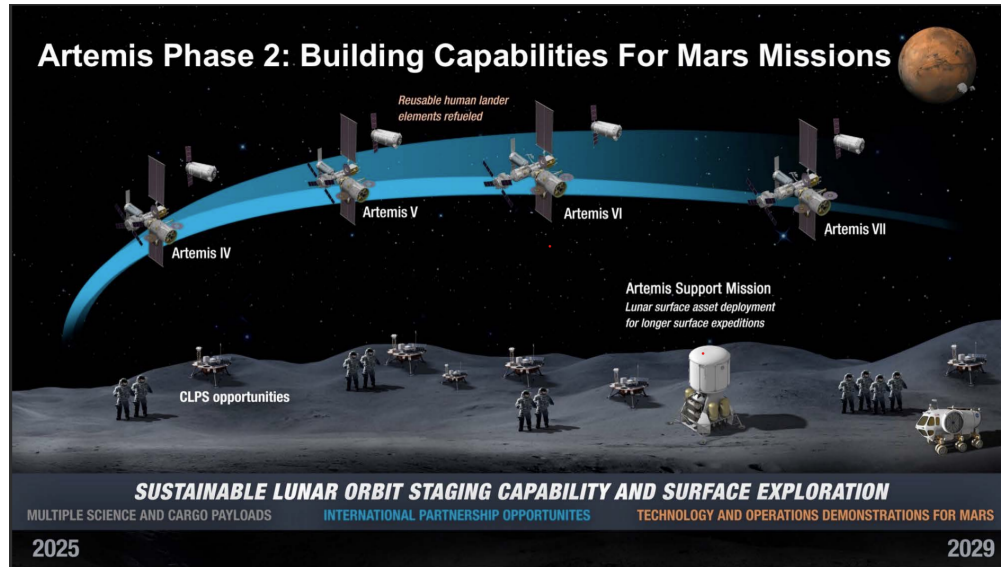 Artemis Phase 2: Building Capabilities For Mars Missions
Reusable human lander
elements refueled
Artemis IV
Artemis V
Artemis VI
Artemis VII
Artemis Support Mission
Lunar surface asset deployment
for longer surface expeditions
CLPS opportunities
SUSTAINABLE LUNAR ORBIT STAGING CAPABILITY AND SURFACE EXPLORATION
MULTIPLE SCIENCE AND CARGO PAYLOADS
INTERNATIONAL PARTNERSHIP OPPORTUNITES
TECHNOLOGY AND OPERATIONS DEMONSTRATIONS FOR MARS
2025
2029